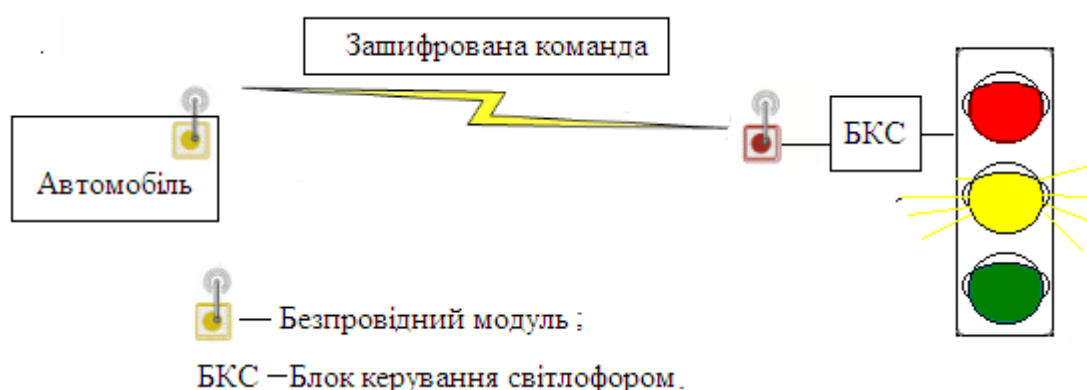 Зашифрована команда
БКС
Автомобіль
— Безпровідний модуль ;
БКС —Блок керування світлофором.